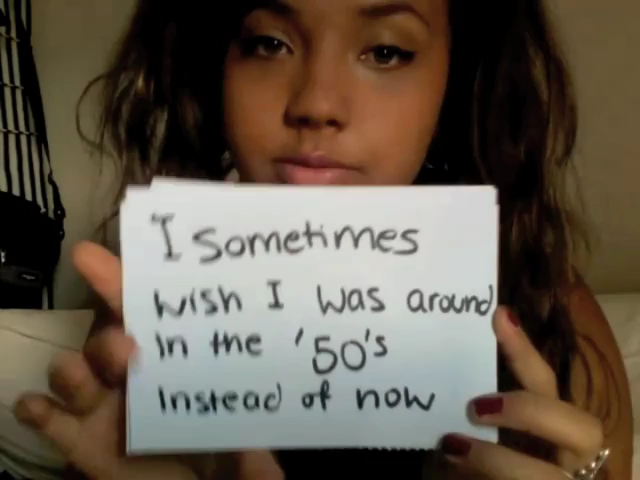 I sometimes
wish I was around
in the '50's
instead of now